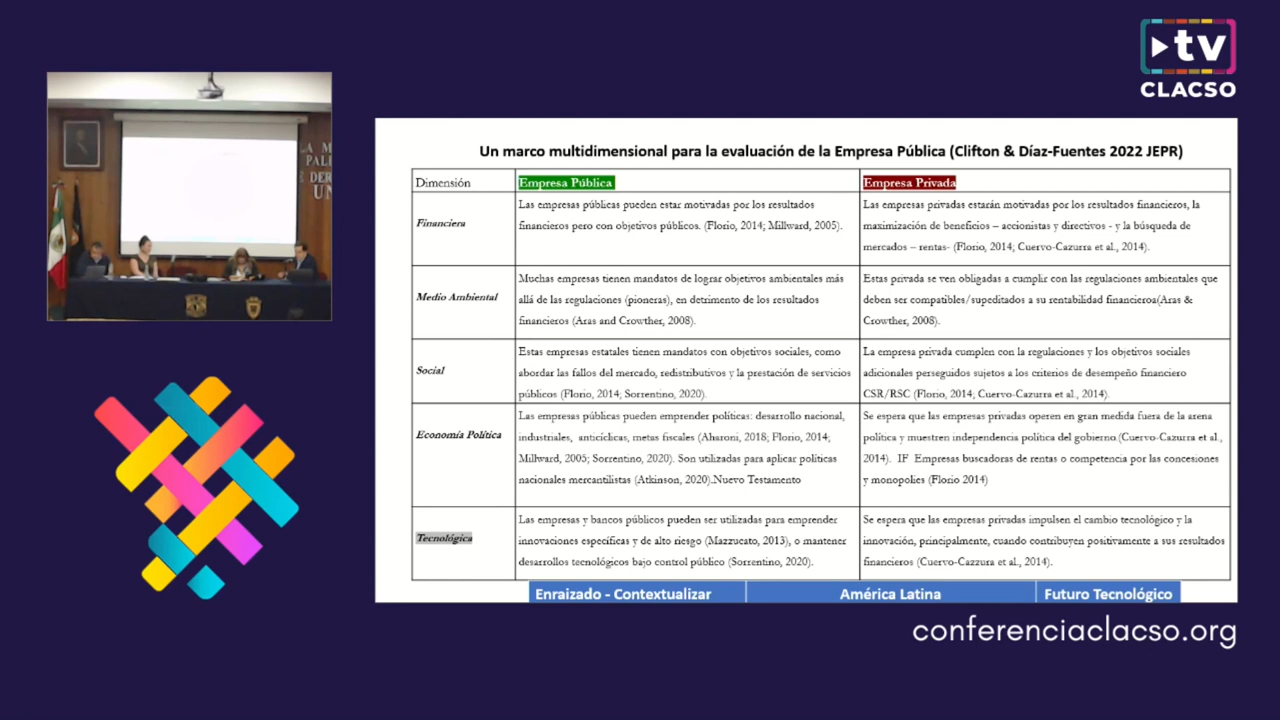 tv
CLACSO
LA M
PAL
E DER
UN
Un marco multidimensional para la evaluación de la Empresa Pública (Clifton & Díaz-Fuentes 2022 JEPR)
Dimensión
Empresa Pública
Empresa Privada
Financiera
Las empresas públicas pueden estar motivadas por los resultados
financieros pero con objetivos públicos. (Florio, 2014; Millward, 2005).
Las empresas privadas estarán motivadas por los resultados financieros, la
maximización de beneficios – accionistas y directivos - y la búsqueda de
mercados – rentas- (Florio, 2014; Cuervo-Cazurra et al., 2014).
Medio Ambiental
Muchas empresas tienen mandatos de lograr objetivos ambientales más
allá de las regulaciones (pioneras), en detrimento de los resultados
financieros (Aras and Crowther, 2008).
Estas privada se ven obligadas a cumplir con las regulaciones ambientales que
deben ser compatibles/supeditados a su rentabilidad financieroa(Aras &
Crowther, 2008).
Social
Estas empresas estatales tienen mandatos con objetivos sociales, como
abordar las fallos del mercado, redistributivos y la prestación de servicios
públicos (Florio, 2014; Sorrentino, 2020).
La empresa privada cumplen con la regulaciones y los objetivos sociales
adicionales perseguidos sujetos a los criterios de desempeño financiero
CSR/RSC (Florio, 2014; Cuervo-Cazurra et al., 2014).
Economía Política
Las empresas públicas pueden emprender políticas: desarrollo nacional,
industriales, anticíclicas, metas fiscales (Aharoni, 2018; Florio, 2014;
Millward, 2005; Sorrentino, 2020). Son utilizadas para aplicar políticas
nacionales mercantilistas (Atkinson, 2020).Nuevo Testamento
Se espera que las empresas privadas operen en gran medida fuera de la arena
política y muestren independencia política del gobierno.(Cuervo-Cazurra et al.,
2014). IF Empresas buscadoras de rentas o competencia por las concesiones
y monopolies (Florio 2014)
Tecnológica
Las empresas y bancos públicos pueden ser utilizadas para emprender
innovaciones específicas y de alto riesgo (Mazzucato, 2013), o mantener
desarrollos tecnológicos bajo control público (Sorrentino, 2020).
Se espera que las empresas privadas impulsen el cambio tecnológico y la
innovación, principalmente, cuando contribuyen positivamente a sus resultados
financieros (Cuervo-Cazzura et al., 2014).
Enraizado - Contextualizar
América Latina
Futuro Tecnológico
conferenciaclacso.org